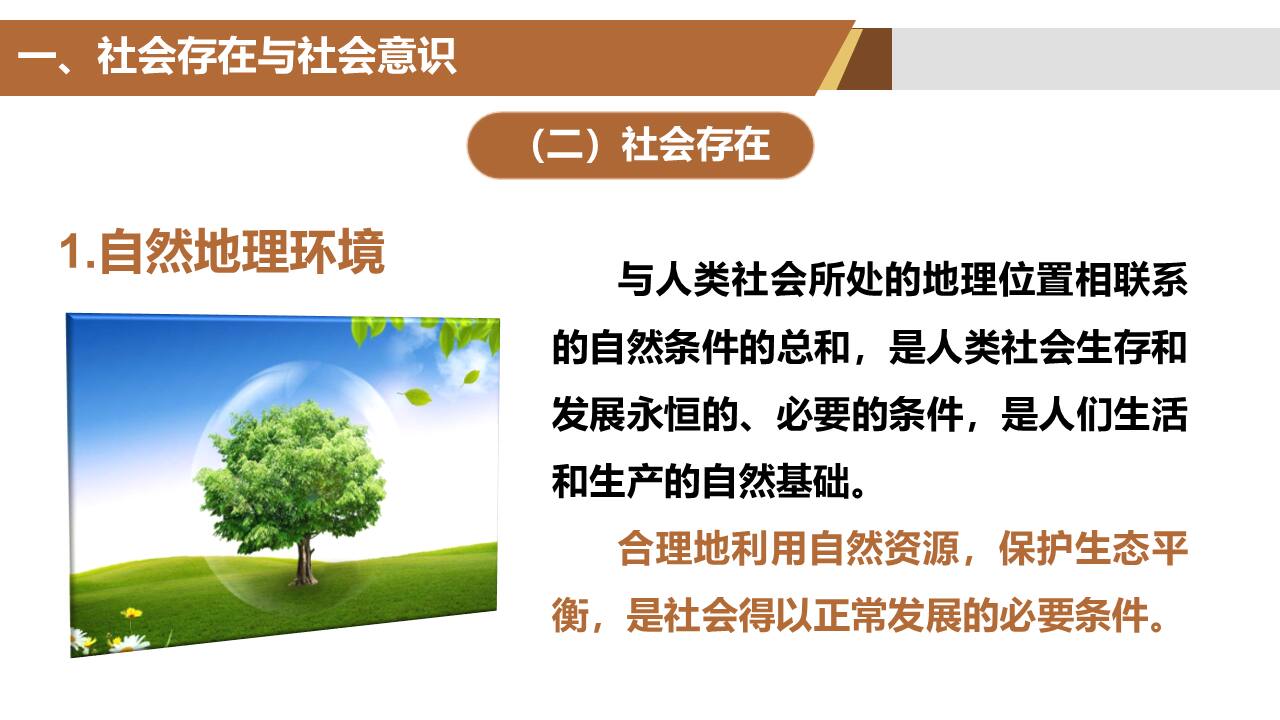 一、社会存在与社会意识
（二）社会存在
1.自然地理环境
与人类社会所处的地理位置相联系
的自然条件的总和，是人类社会生存和
发展永恒的、必要的条件，是人们生活
和生产的自然基础。
合理地利用自然资源，保护生态平
衡，是社会得以正常发展的必要条件。